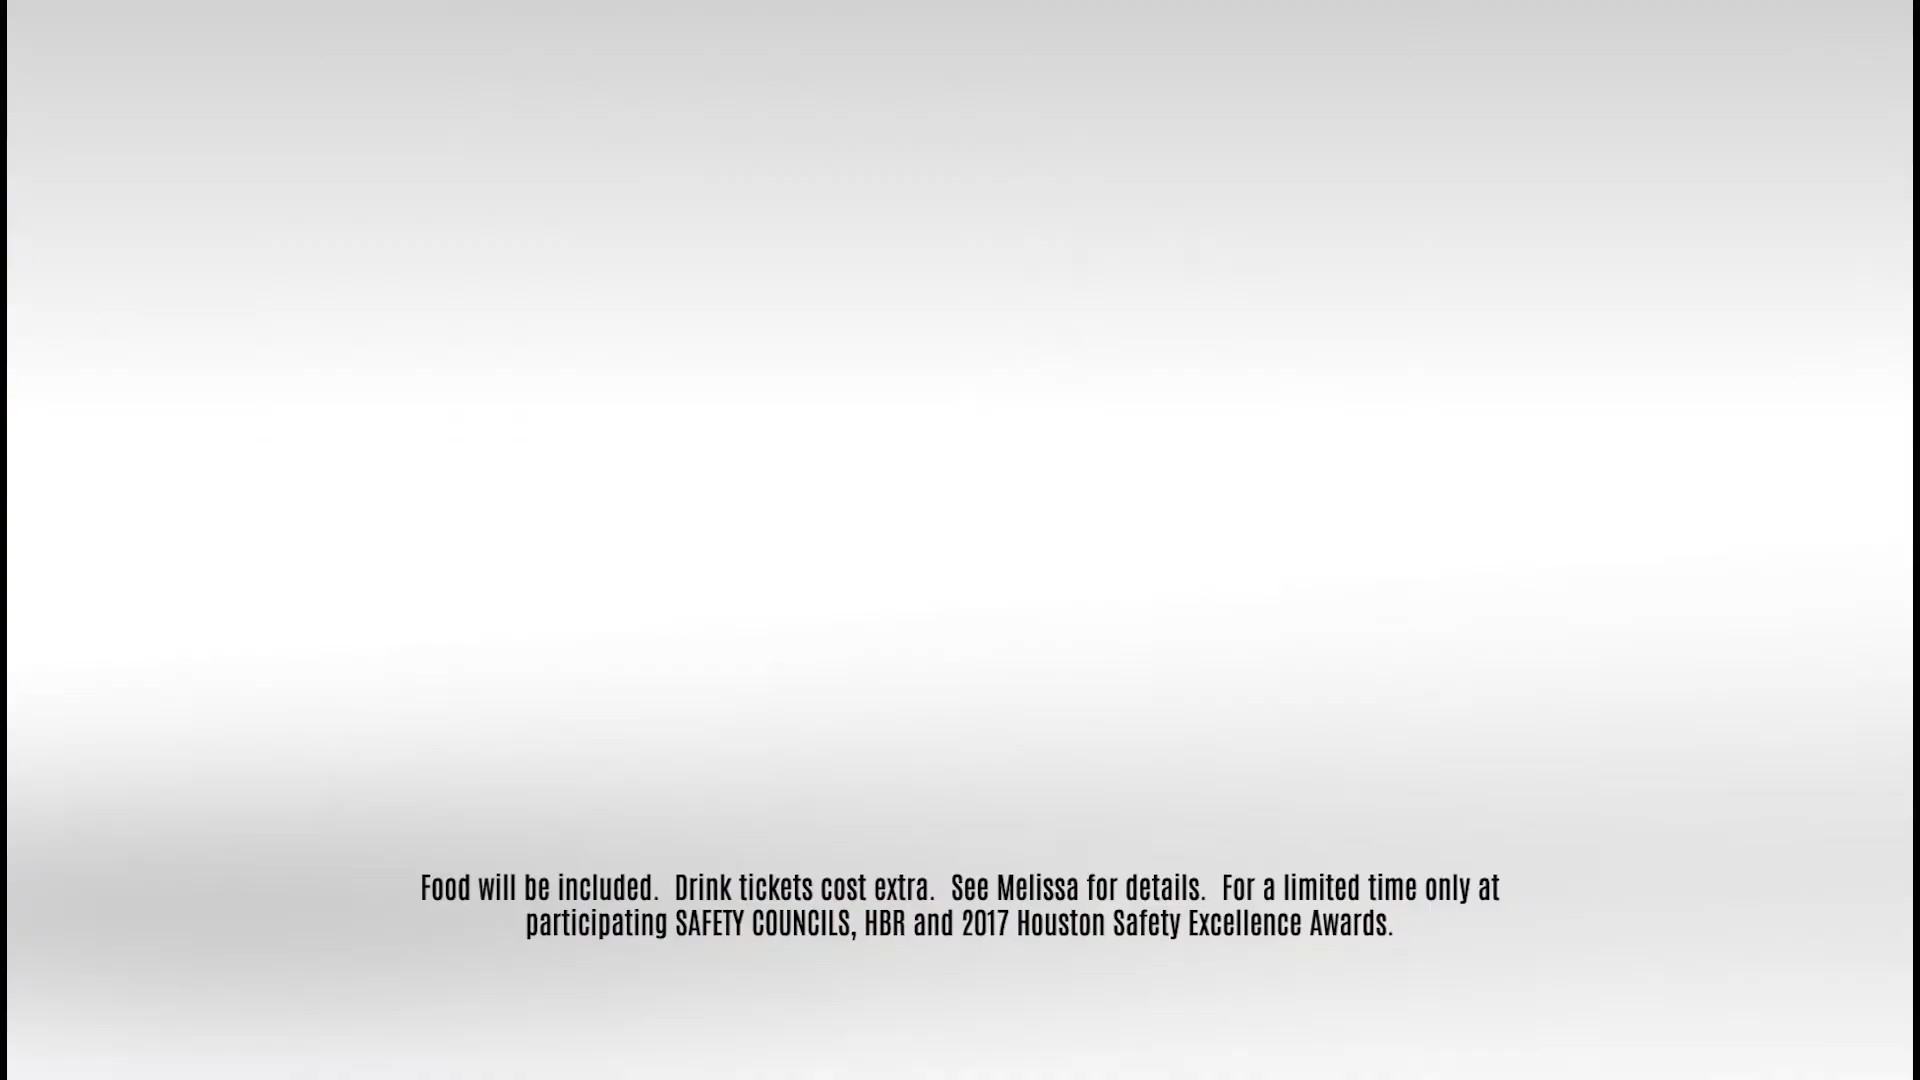 Food will be included.  Drink tickets cost extra.  See Melissa for details.  For a limited time only at
participating SAFETY COUNCILS, HBR and 2017 Houston Safety Excellence Awards.